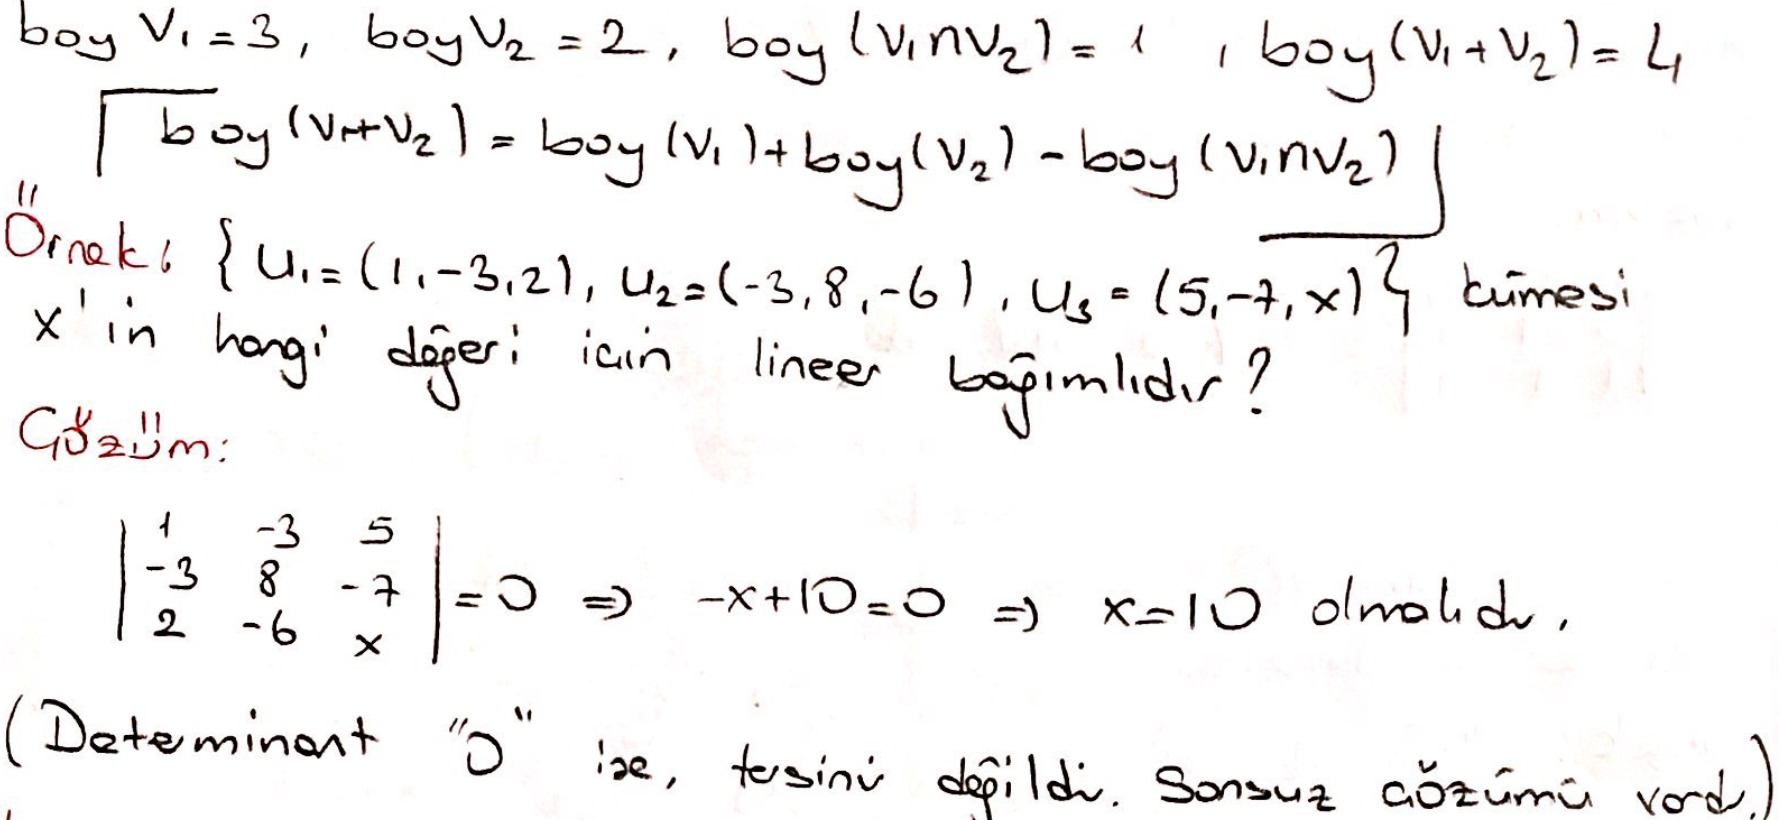 boy V₁ = 3, boy V₂ = 2, boy (V₁∩V₂) = 1, boy (V₁+V₂) = 4
boy (V₁+V₂) = boy (V₁) + boy (V₂) - boy (V₁∩V₂)
Örnek: {u₁=(1,-3,2), u₂=(-3,8,-6), u₃=(5,-7,x)} kümesi
x'in hangi değeri için lineer bağımlıdır?
Çözüm:
| 1 -3 5 |
| -3 8 -7 | = 0 ⇒ -x+10=0 ⇒ x=10 olmalıdır.
| 2 -6 x |
(Determinant "0" ise, tersinir değildir. Sonsuz çözümü vardır.)